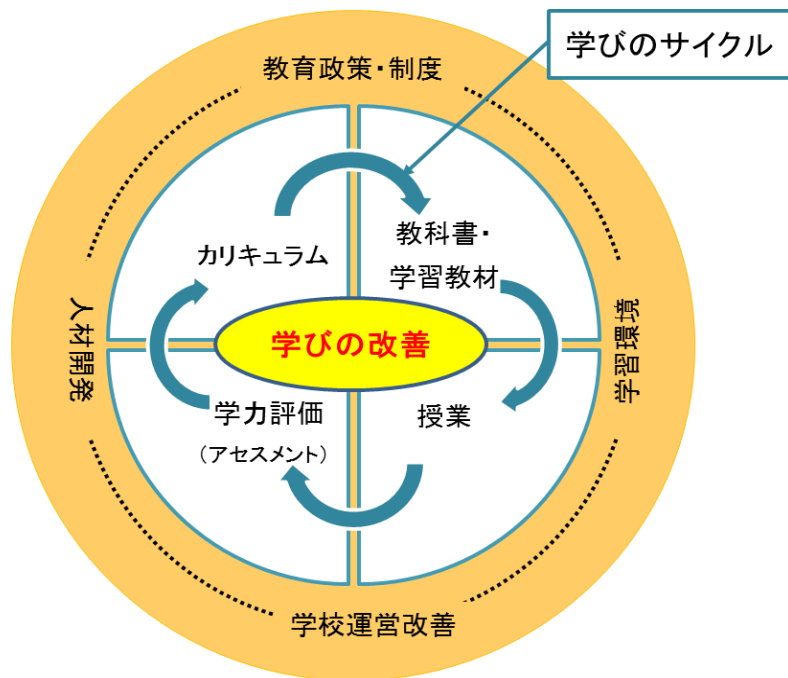 学びのサイクル
教育政策・制度
カリキュラム
教科書・
学習教材
人材開発
学びの改善
学習環境
学力評価
（アセスメント）
授業
学校運営改善